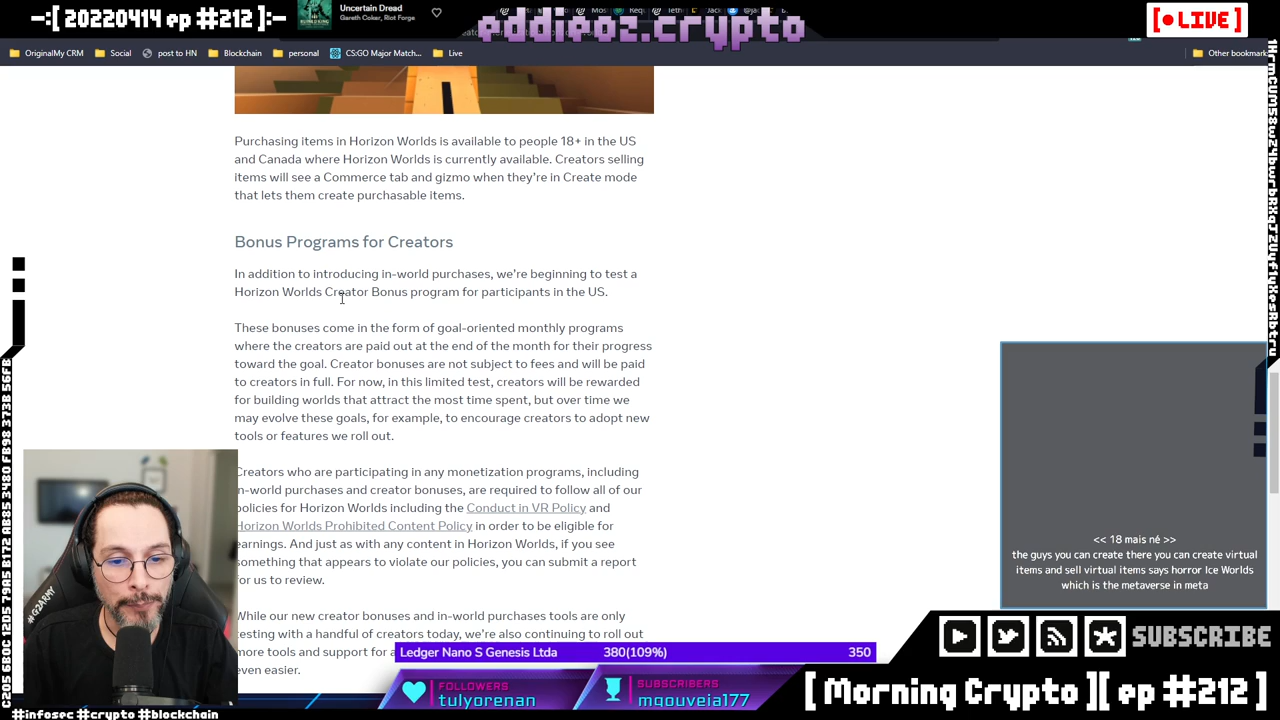 -:[ 20220414 ep #212]:-
Uncertain Dread
Gareth Coker, Riot Forge
eddieoz.crypto
[ • LIVE ]
OriginalMy CRM
Social
post to HN
Blockchain
personal
CS:GO Major Match...
Live
Other bookmark
Purchasing items in Horizon Worlds is available to people 18+ in the US
and Canada where Horizon Worlds is currently available. Creators selling
items will see a Commerce tab and gizmo when they're in Create mode
that lets them create purchasable items.
Bonus Programs for Creators
In addition to introducing in-world purchases, we're beginning to test a
Horizon Worlds Creator Bonus program for participants in the US.
These bonuses come in the form of goal-oriented monthly programs
where the creators are paid out at the end of the month for their progress
toward the goal. Creator bonuses are not subject to fees and will be paid
to creators in full. For now, in this limited test, creators will be rewarded
for building worlds that attract the most time spent, but over time we
may evolve these goals, for example, to encourage creators to adopt new
tools or features we roll out.
Creators who are participating in any monetization programs, including
in-world purchases and creator bonuses, are required to follow all of our
policies for Horizon Worlds including the Conduct in VR Policy and
Horizon Worlds Prohibited Content Policy in order to be eligible for
earnings. And just as with any content in Horizon Worlds, if you see
something that appears to violate our policies, you can submit a report
for us to review.
While our new creator bonuses and in-world purchases tools are only
testing with a handful of creators today, we're also continuing to roll out
more tools and support for
even easier.
<< 18 mais né >>
the guys you can create there you can create virtual
items and sell virtual items says horror Ice Worlds
which is the metaverse in meta
Ledger Nano S Genesis Ltda 380(109%) 350
FOLLOWERS
tulyorenan
SUBSCRIBERS
mgouveia177
SUBSCRIBE
[ Morning Crypto ][ ep #212 ]
#infosec #crypto #blockchain